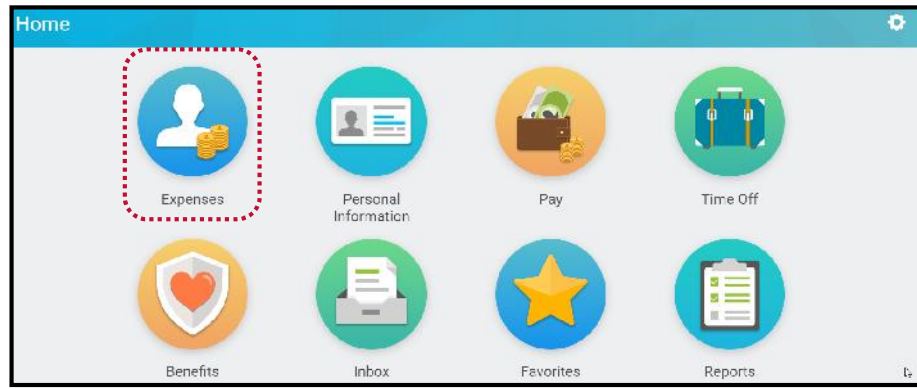 Home
Expenses
Personal
Information
Pay
Time Off
Benefits
Inbox
Favorites
Reports